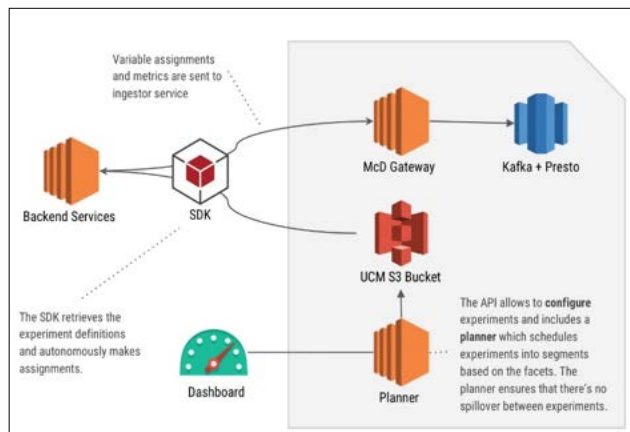 Variable assignments
and metrics are sent to
ingestor service
McD Gateway
Kafka + Presto
Backend Services
SDK
UCM S3 Bucket
The SDK retrieves the
experiment definitions
and autonomously makes
assignments.
The API allows to configure
experiments and includes a
planner which schedules
experiments into segments
based on the facets. The
planner ensures that there's no
spillover between experiments.
Dashboard
Planner